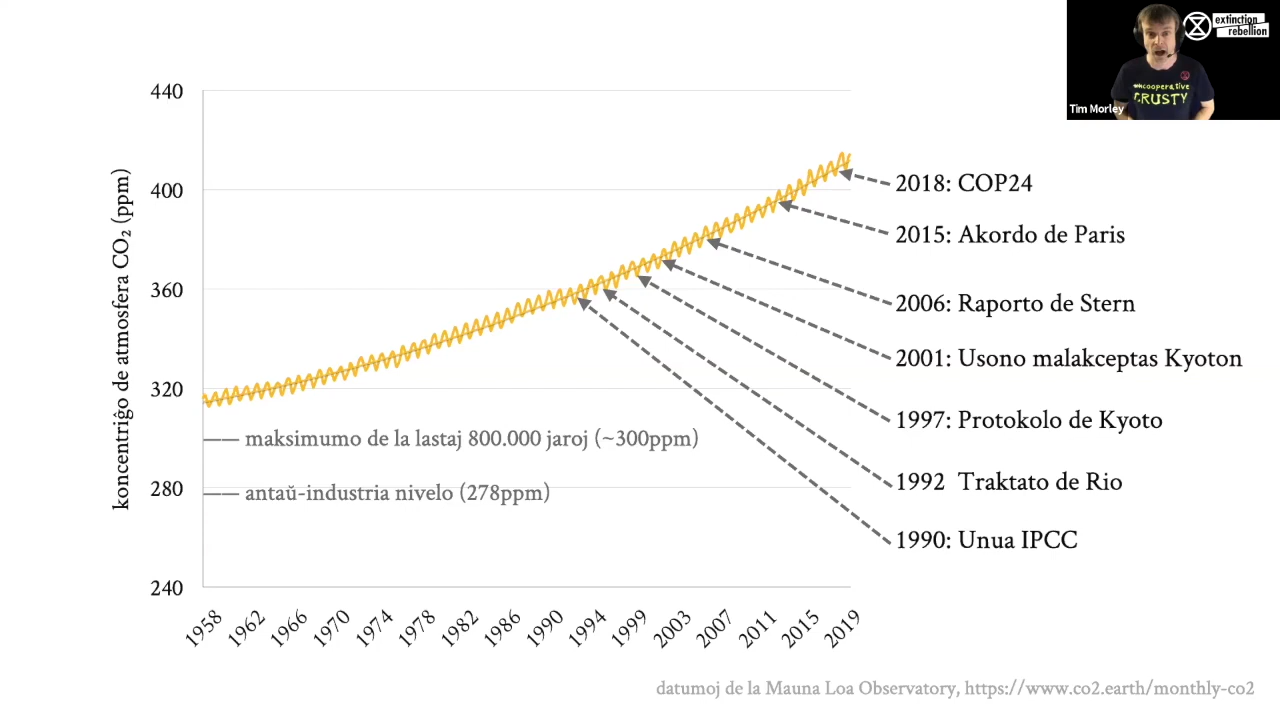 extinction
rebellion
CRUSTY
Tim Morley
koncentriĝo de atmosfera CO₂ (ppm)
440
400
360
320
280
240
maksimumo de la lastaj 800.000 jaroj (~300ppm)
antaŭ-industria nivelo (278ppm)
2018: COP24
2015: Akordo de Paris
2006: Raporto de Stern
2001: Usono malakceptas Kyoton
1997: Protokolo de Kyoto
1992 Traktato de Rio
1990: Unua IPCC
1958 1962 1966 1970 1974 1978 1982 1986 1990 1994 1999 2003 2007 2011 2015 2019
datumoj de la Mauna Loa Observatory, https://www.co2.earth/monthly-co2